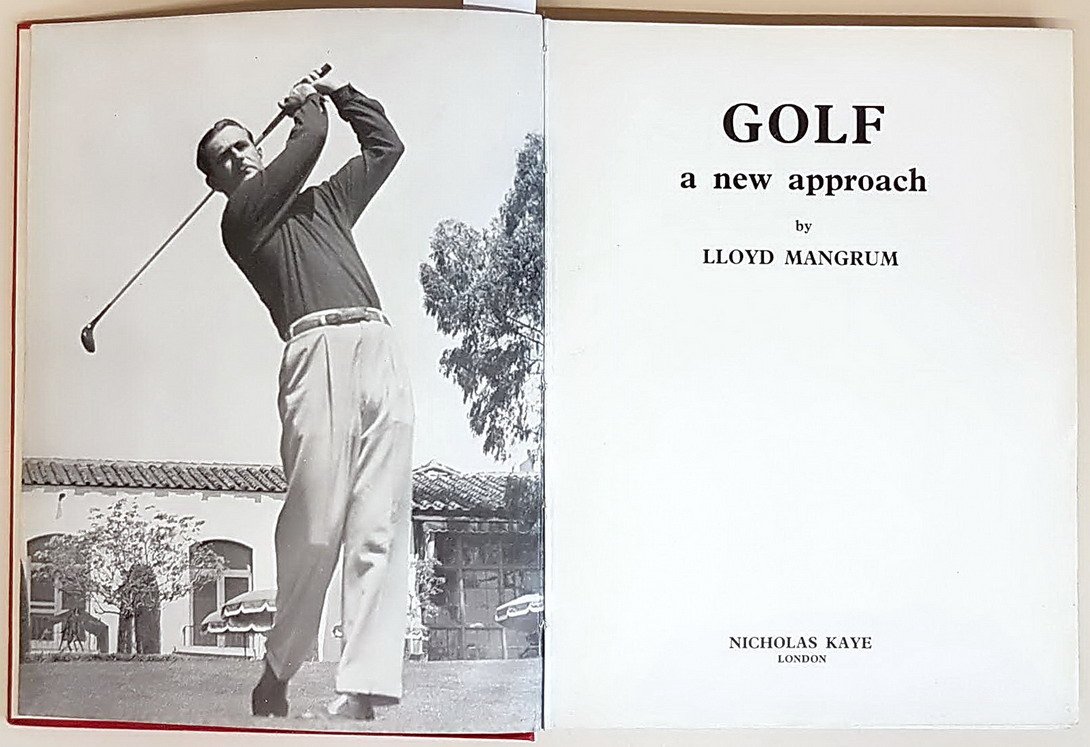 GOLF
a new approach
by
LLOYD MANGRUM
NICHOLAS KAYE
LONDON